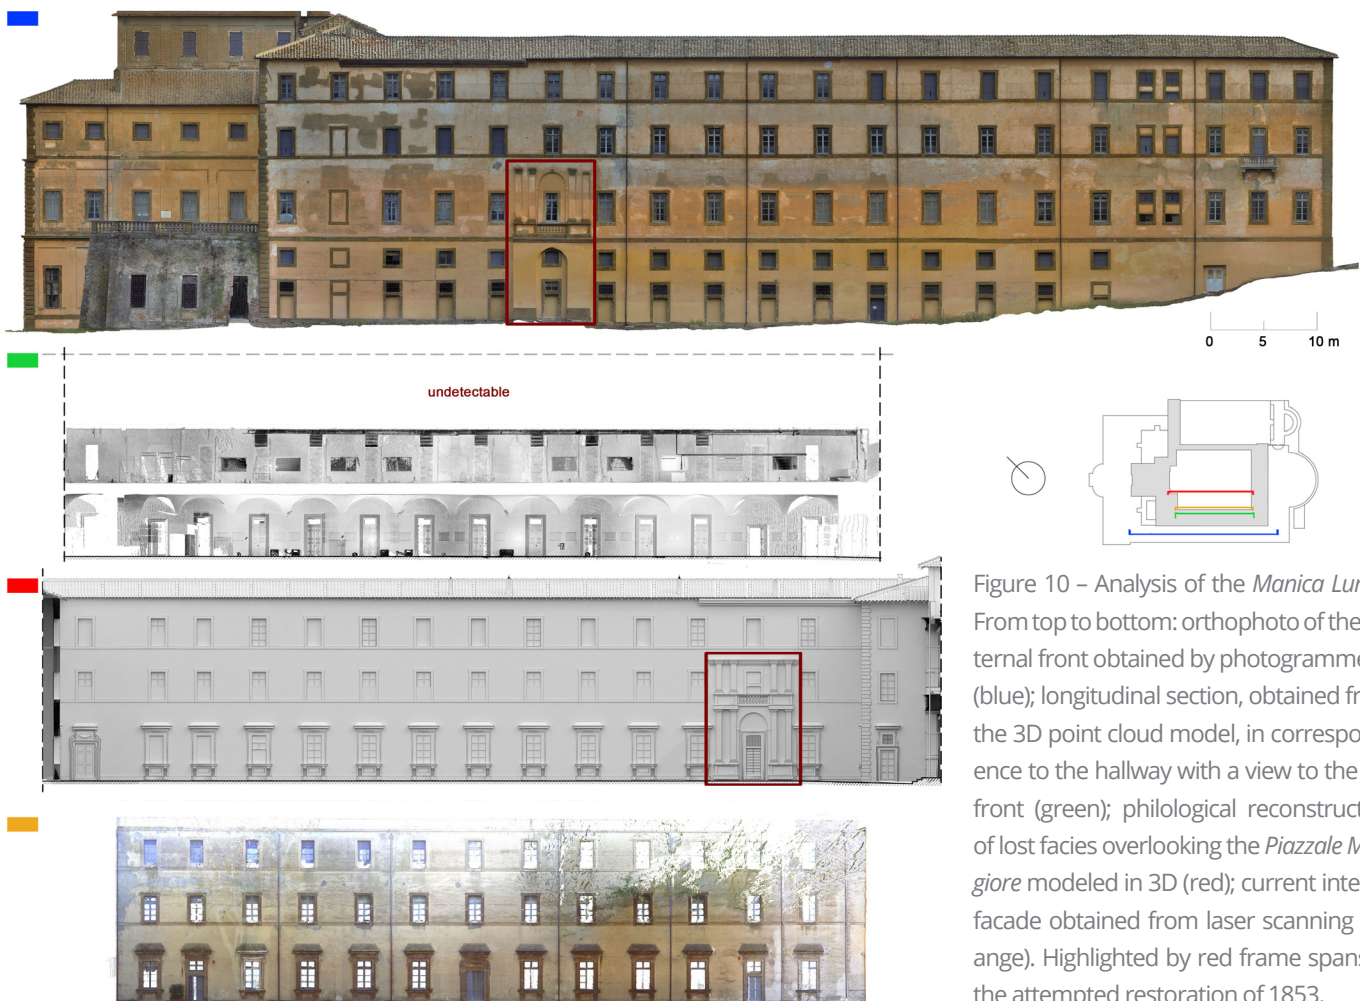 undetectable
0 5 10 m
Figure 10 – Analysis of the Manica Lun
From top to bottom: orthophoto of the
ternal front obtained by photogramme
(blue); longitudinal section, obtained fr
the 3D point cloud model, in correspo
ence to the hallway with a view to the
front (green); philological reconstruct
of lost facies overlooking the Piazzale M
giore modeled in 3D (red); current inte
facade obtained from laser scanning
ange). Highlighted by red frame spans
the attempted restoration of 1853.